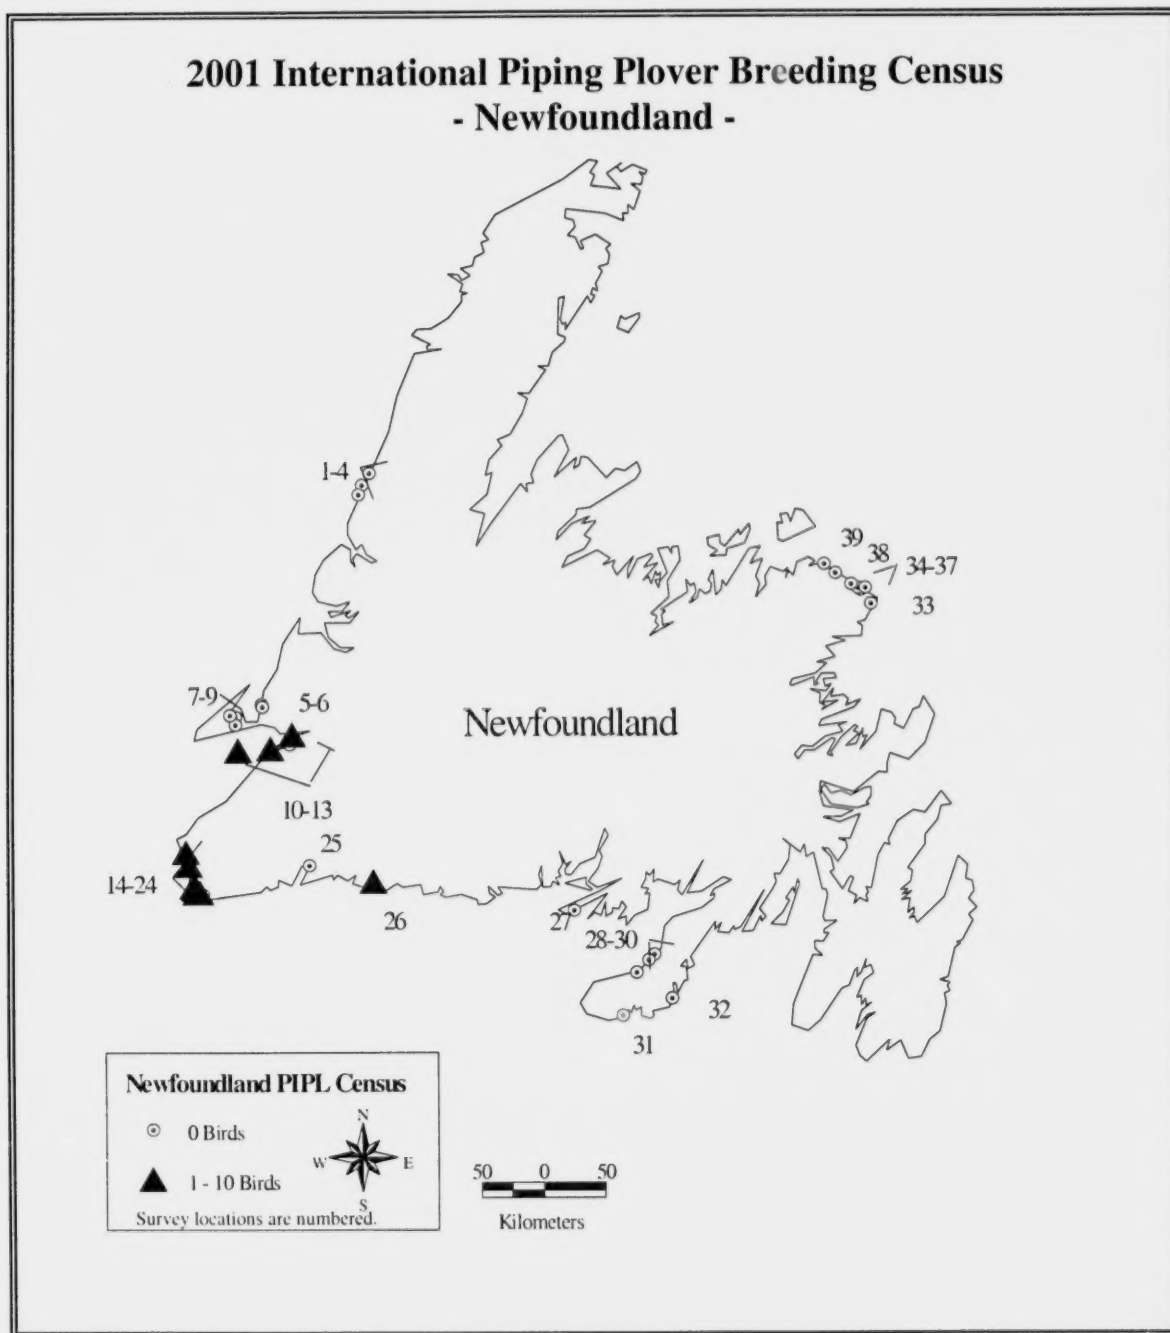 2001 International Piping Plover Breeding Census
- Newfoundland -
1-4
39
38
34-37
33
7-9
5-6
Newfoundland
10-13
25
14-24
26
27
28-30
32
31
Newfoundland PIPL Census
0 Birds
1 - 10 Birds
N
W
E
S
Survey locations are numbered.
50 0 50
Kilometers